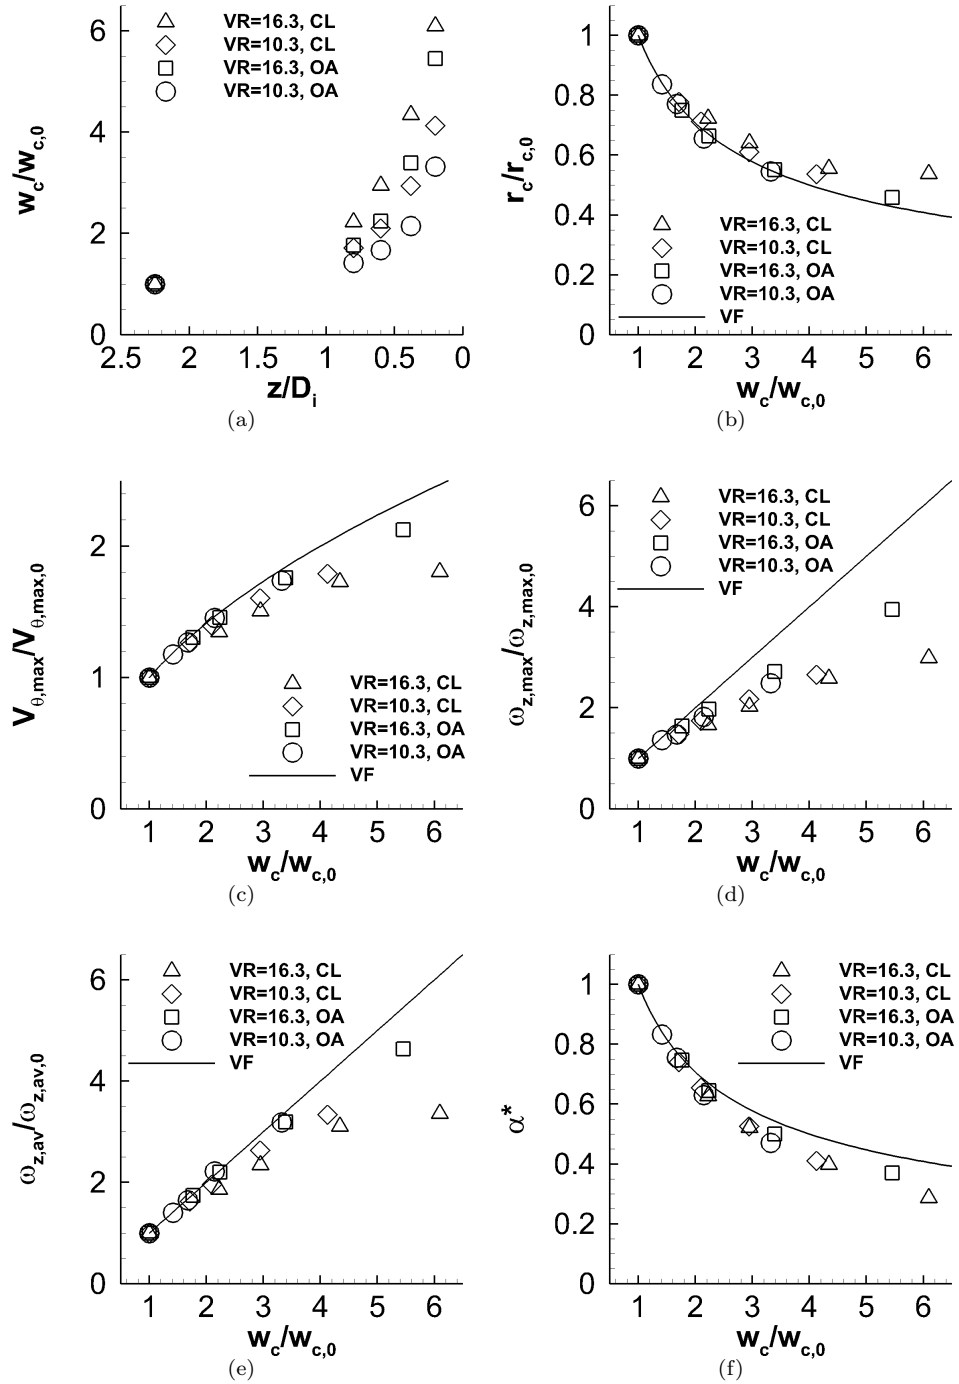 6
4
2
0
w_c/w_c,0
VR=16.3, CL
VR=10.3, CL
VR=16.3, OA
VR=10.3, OA
2.5 2 1.5 1 0.5 0
z/D_i
(a)
1
0.8
0.6
0.4
0.2
0
r_c/r_c,0
VR=16.3, CL
VR=10.3, CL
VR=16.3, OA
VR=10.3, OA
VF
1 2 3 4 5 6
w_c/w_c,0
(b)
2
1
0
V_θ,max/V_θ,max,0
VR=16.3, CL
VR=10.3, CL
VR=16.3, OA
VR=10.3, OA
VF
1 2 3 4 5 6
w_c/w_c,0
(c)
6
4
2
0
ω_z,max/ω_z,max,0
VR=16.3, CL
VR=10.3, CL
VR=16.3, OA
VR=10.3, OA
VF
1 2 3 4 5 6
w_c/w_c,0
(d)
6
4
2
0
ω_z,av/ω_z,av,0
VR=16.3, CL
VR=10.3, CL
VR=16.3, OA
VR=10.3, OA
VF
1 2 3 4 5 6
w_c/w_c,0
(e)
1
0.8
0.6
0.4
0.2
0
α*
VR=16.3, CL
VR=10.3, CL
VR=16.3, OA
VR=10.3, OA
VF
1 2 3 4 5 6
w_c/w_c,0
(f)